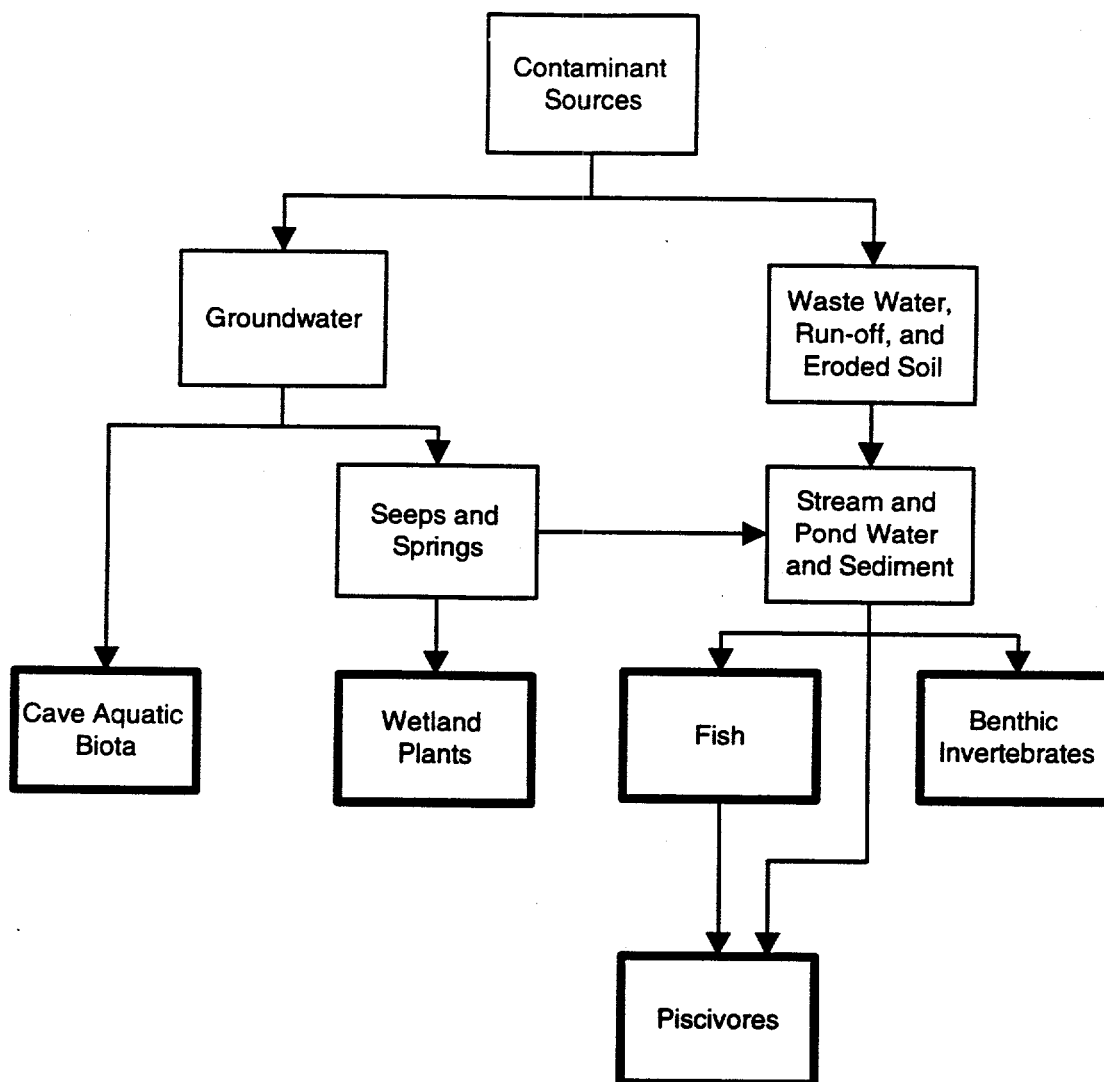 Contaminant
Sources
Groundwater
Waste Water,
Run-off, and
Eroded Soil
Seeps and
Springs
Stream and
Pond Water
and Sediment
Cave Aquatic
Biota
Wetland
Plants
Fish
Benthic
Invertebrates
Piscivores